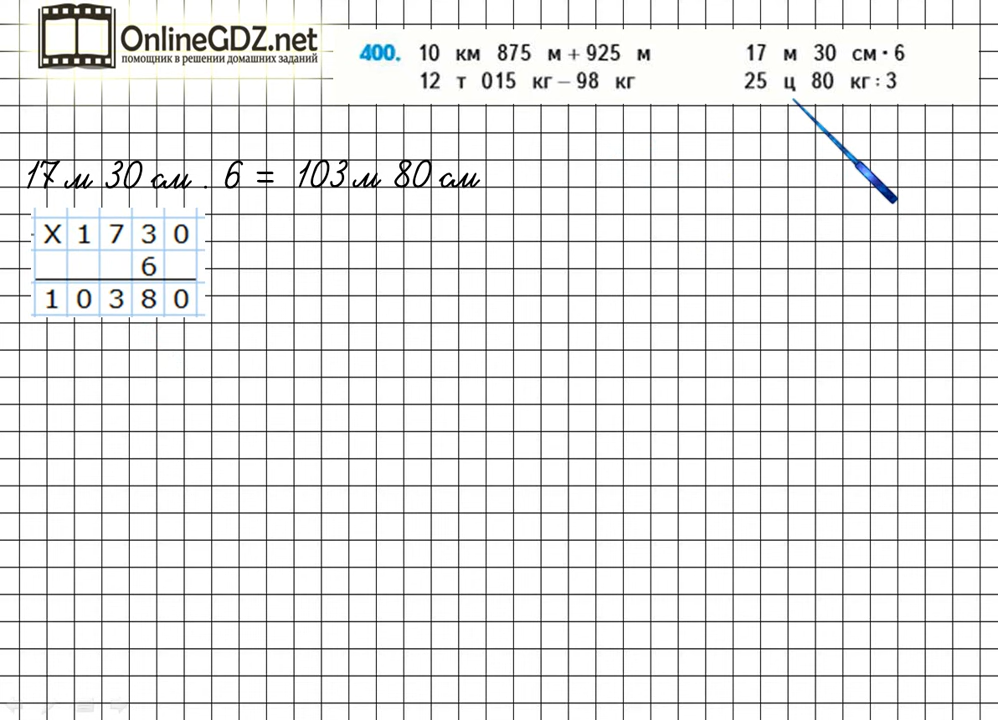 OnlineGDZ.net
помощник в решении домашних заданий
400. 10 км 875 м + 925 м 17 м 30 см · 6
12 т 015 кг – 98 кг 25 ц 80 кг : 3
17 м 30 см . 6 = 103 м 80 см
X 1 7 3 0
6
1 0 3 8 0